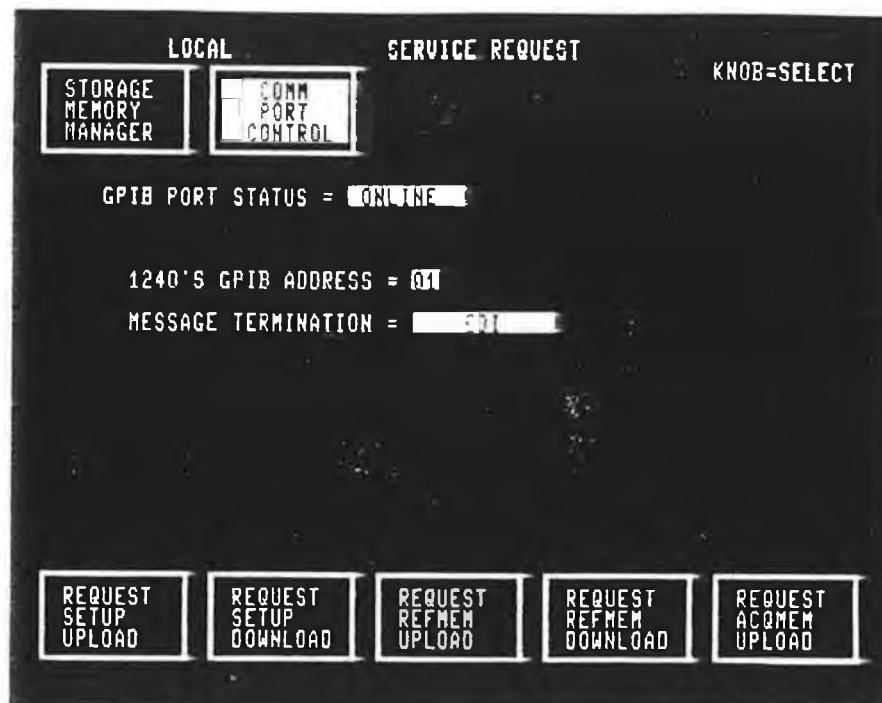 LOCAL SERVICE REQUEST
KNOB=SELECT
STORAGE
MEMORY
MANAGER
COMM
PORT
CONTROL
GPIB PORT STATUS = ONLINE
1240'S GPIB ADDRESS = 01
MESSAGE TERMINATION =
REQUEST
SETUP
UPLOAD
REQUEST
SETUP
DOWNLOAD
REQUEST
REFMEM
UPLOAD
REQUEST
REFMEM
DOWNLOAD
REQUEST
ACQMEM
UPLOAD